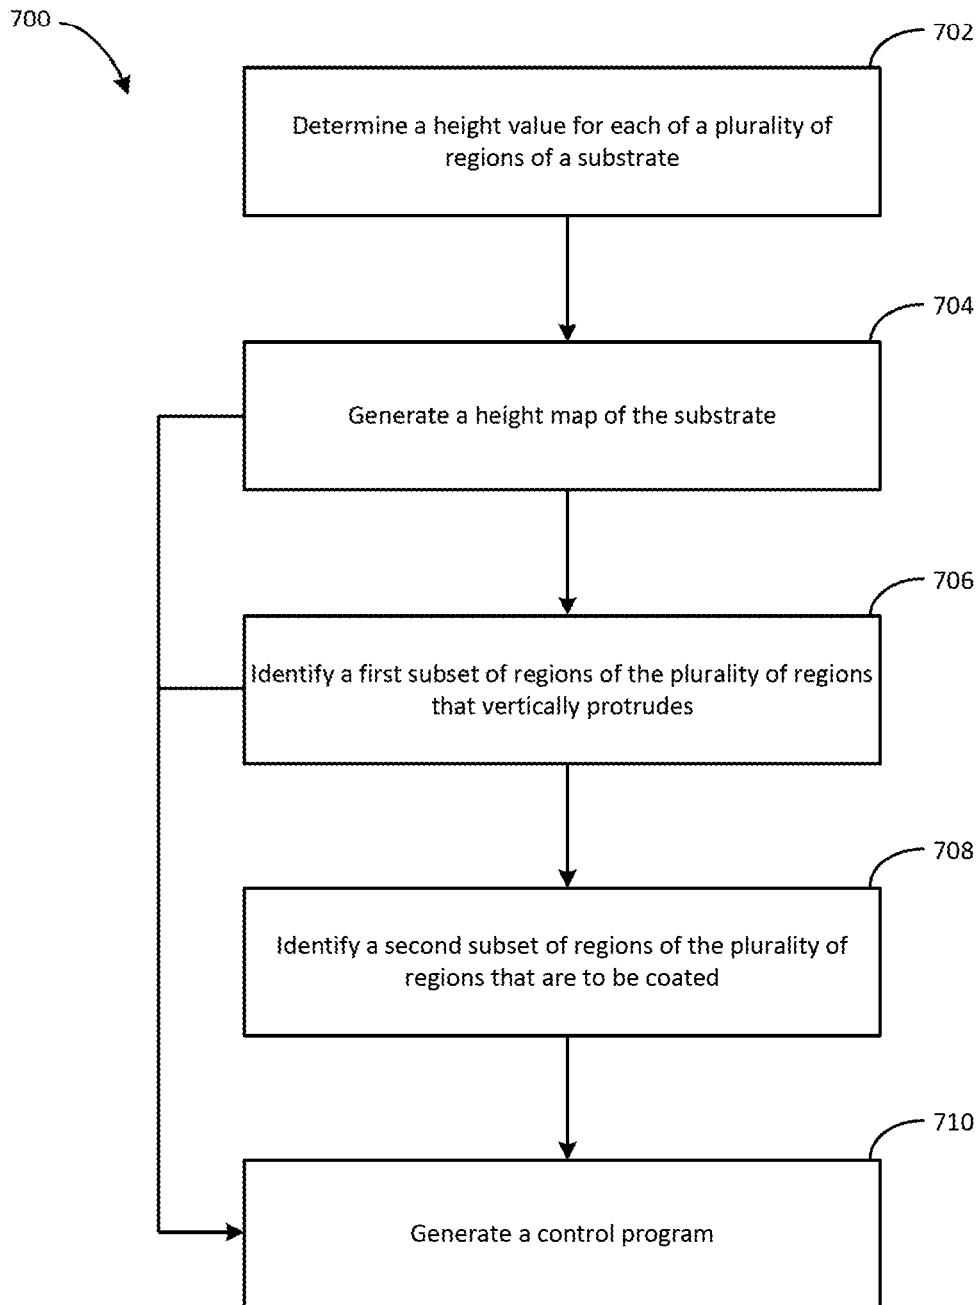 700
702
Determine a height value for each of a plurality of
regions of a substrate
704
Generate a height map of the substrate
706
Identify a first subset of regions of the plurality of regions
that vertically protrudes
708
Identify a second subset of regions of the plurality of
regions that are to be coated
710
Generate a control program